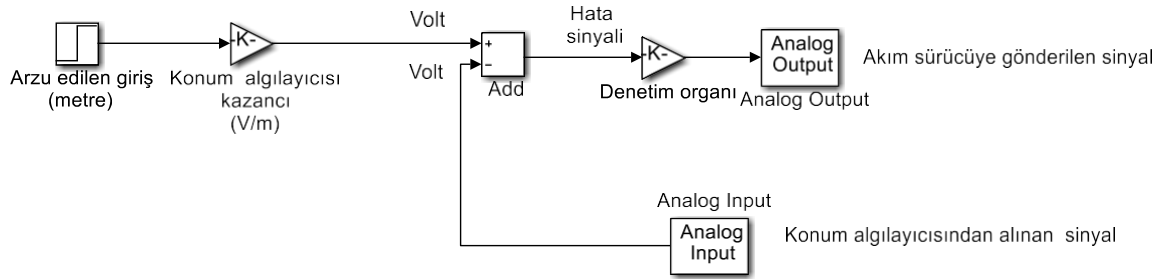 Arzu edilen giriş
(metre)
-K-
Konum algılayıcısı
kazancı
(V/m)
Volt
Volt
+
−
Add
Hata
sinyali
-K-
Denetim organı
Analog
Output
Analog Output
Akım sürücüye gönderilen sinyal
Analog Input
Analog
Input
Konum algılayıcısından alınan sinyal